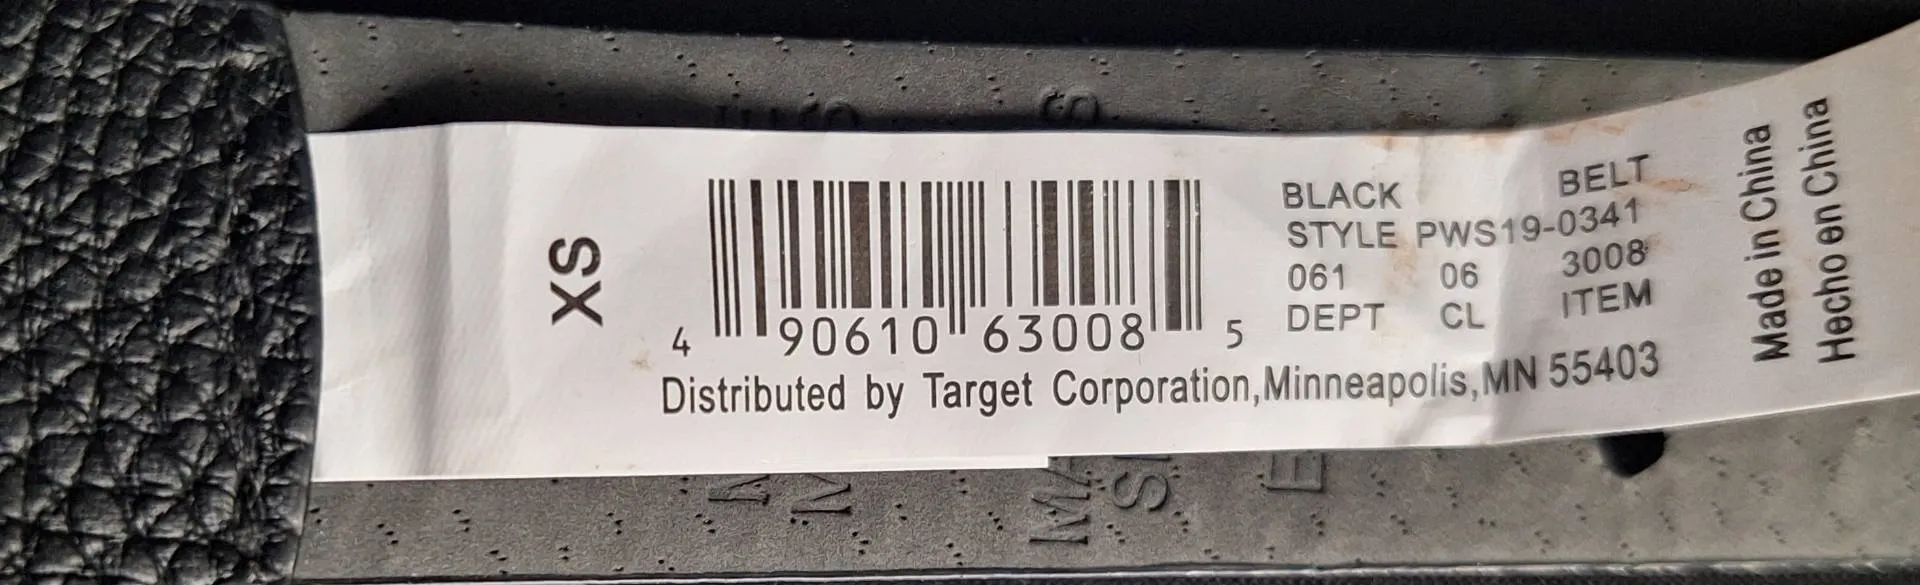 XS
4 90610 63008 5
BLACK BELT
STYLE PWS19-0341
061 06 3008
DEPT CL ITEM
Distributed by Target Corporation,Minneapolis,MN 55403
Made in China
Hecho en China